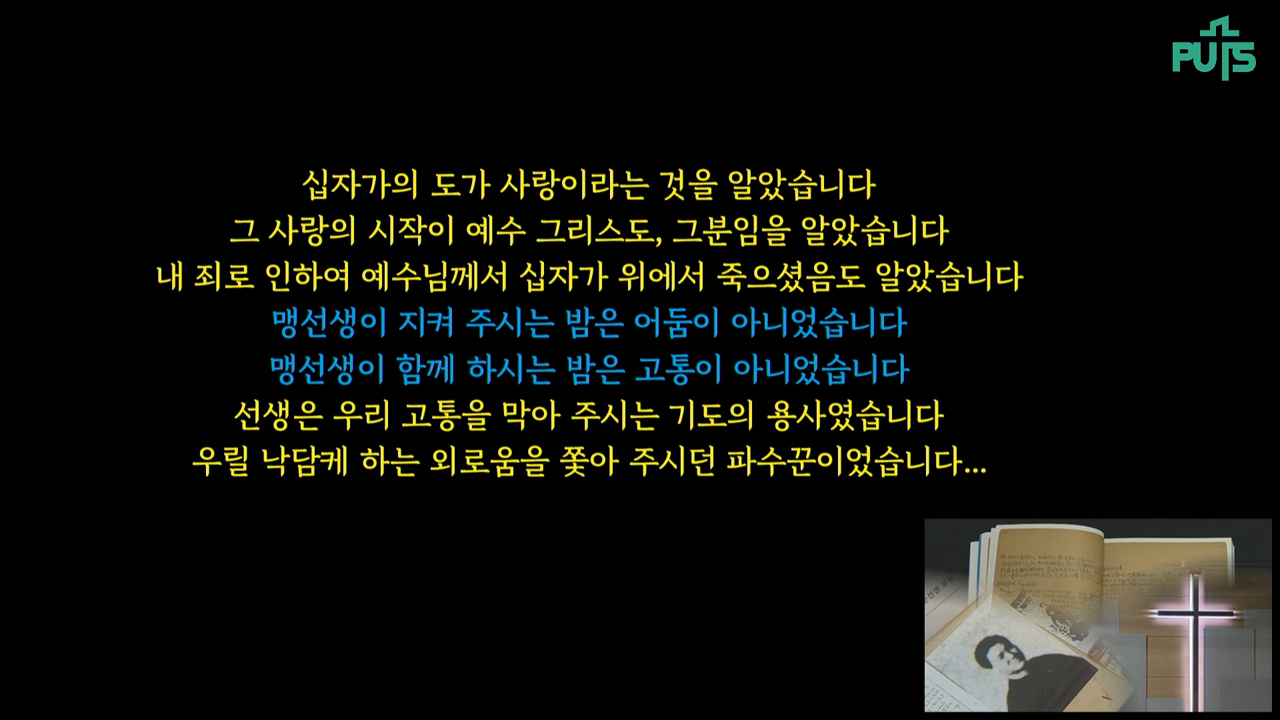 PUTS
십자가의 도가 사랑이라는 것을 알았습니다
그 사랑의 시작이 예수 그리스도, 그분임을 알았습니다
내 죄로 인하여 예수님께서 십자가 위에서 죽으셨음도 알았습니다
맹선생이 지켜 주시는 밤은 어둠이 아니었습니다
맹선생이 함께 하시는 밤은 고통이 아니었습니다
선생은 우리 고통을 막아 주시는 기도의 용사였습니다
우릴 낙담케 하는 외로움을 쫓아 주시던 파수꾼이었습니다...